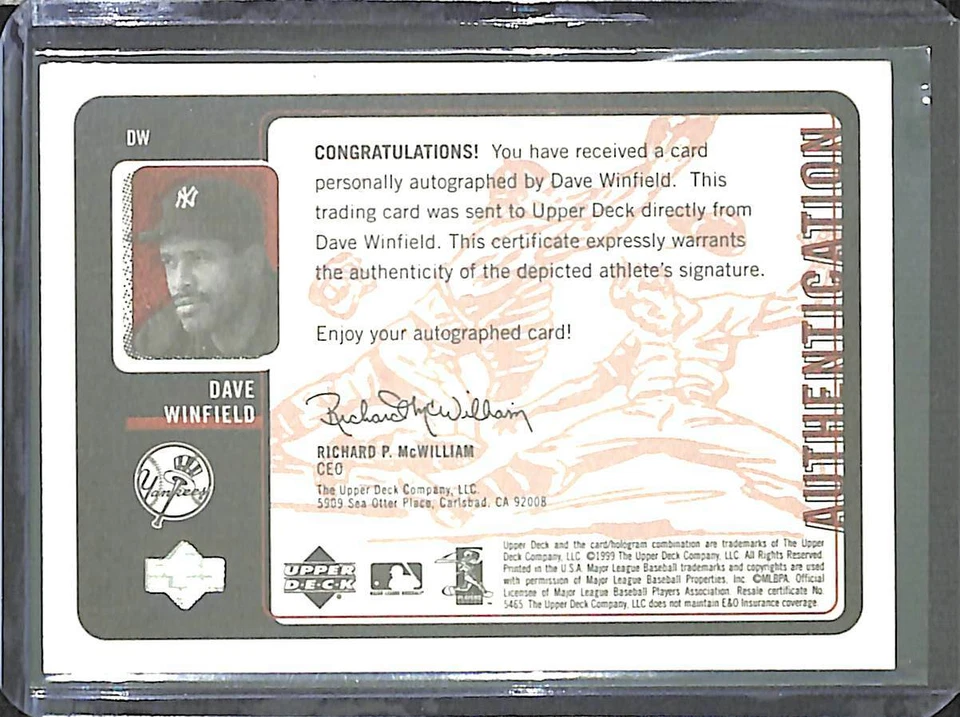 DW
CONGRATULATIONS! You have received a card
personally autographed by Dave Winfield. This
trading card was sent to Upper Deck directly from
Dave Winfield. This certificate expressly warrants
the authenticity of the depicted athlete's signature.
Enjoy your autographed card!
AUTHENTICATION
NY
DAVE
WINFIELD
Yankees
Richard P. McWilliam
RICHARD P. McWILLIAM
CEO
The Upper Deck Company, LLC.
5909 Sea Otter Place, Carlsbad, CA 92008
UPPER
DECK
MAJOR LEAGUE BASEBALL
PLAYERS
Upper Deck and the card/hologram combination are trademarks of The Upper
Deck Company, LLC ©1999 The Upper Deck Company, LLC All Rights Reserved.
Printed in the U.S.A. Major League Baseball trademarks and copyrights are used
with permission of Major League Baseball Properties, Inc ©MLBPA Official
Licensee of Major League Baseball Players Association. Resale certificate No.
5465 The Upper Deck Company, LLC does not maintain E&O Insurance coverage.